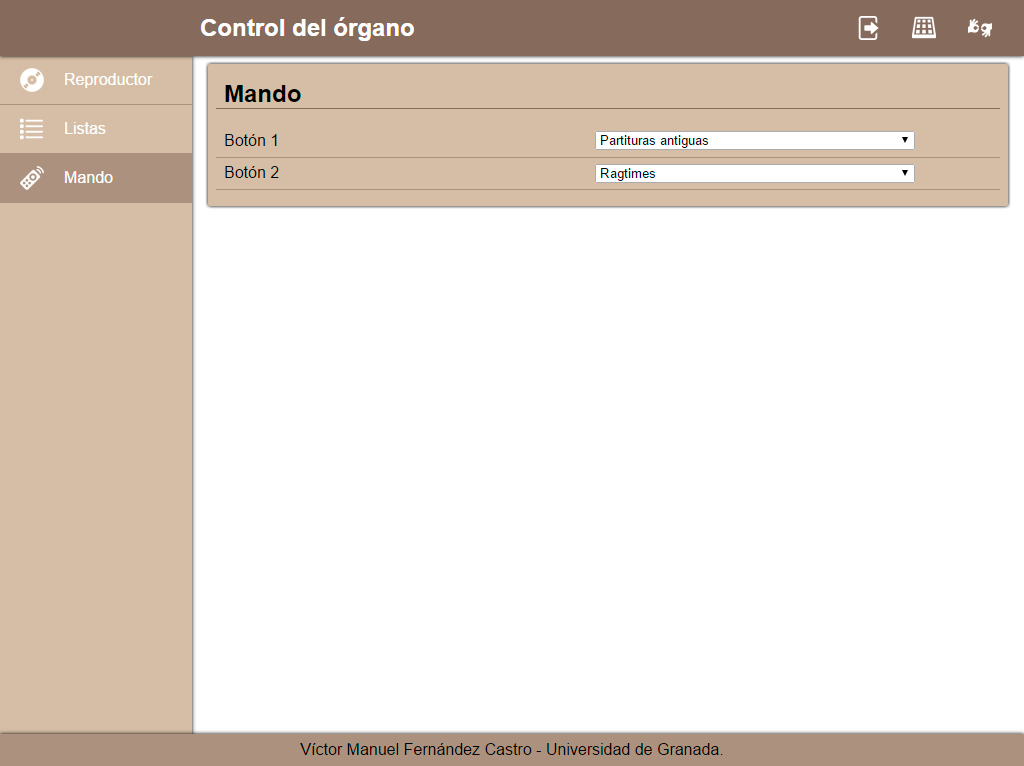 Control del órgano
Reproductor
Listas
Mando
Mando
Botón 1 Partituras antiguas
Botón 2 Ragtimes
Víctor Manuel Fernández Castro - Universidad de Granada.